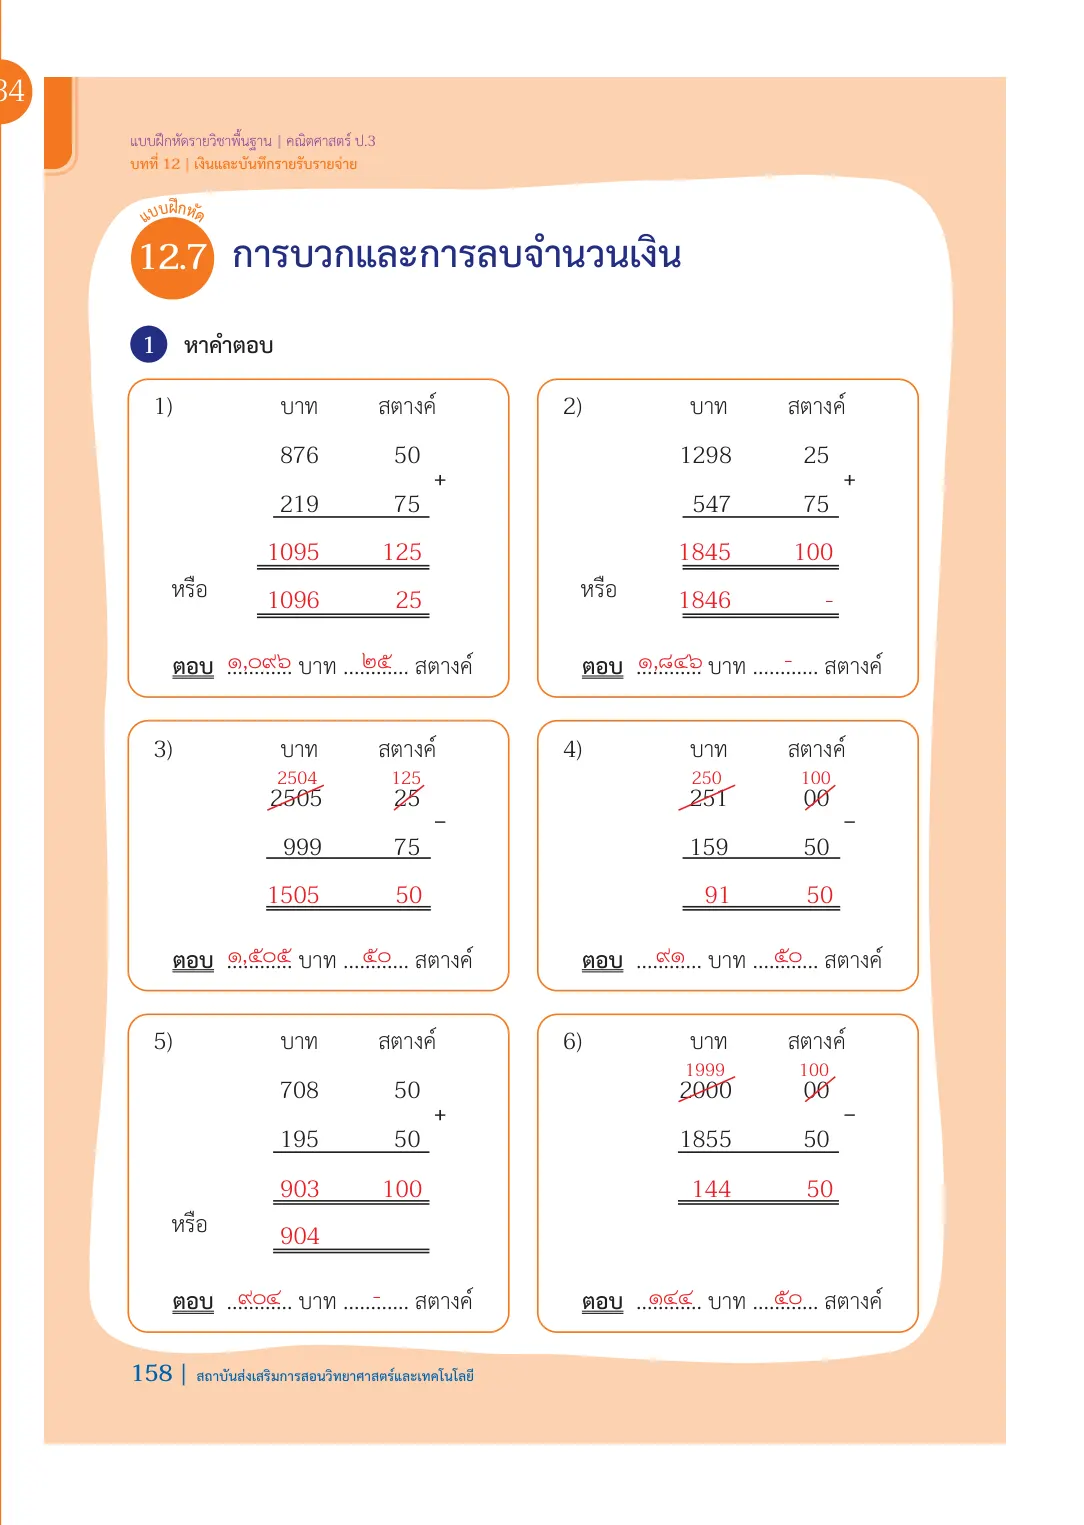 34
แบบฝึกหัดรายวิชาพื้นฐาน | คณิตศาสตร์ ป.3
บทที่ 12 | เงินและบันทึกรายรับรายจ่าย
แบบฝึกหัด
12.7 การบวกและการลบจำนวนเงิน
1 หาคำตอบ
1) บาท สตางค์
876 50
+
219 75
1095 125
หรือ
1096 25
ตอบ ๑,๐๙๖ บาท ๒๕ สตางค์
2) บาท สตางค์
1298 25
+
547 75
1845 100
หรือ
1846 -
ตอบ ๑,๘๔๖ บาท - สตางค์
3) บาท สตางค์
2504 125
2505 25
–
999 75
1505 50
ตอบ ๑,๕๐๕ บาท ๕๐ สตางค์
4) บาท สตางค์
250 100
251 00
–
159 50
91 50
ตอบ ๙๑ บาท ๕๐ สตางค์
5) บาท สตางค์
708 50
+
195 50
903 100
หรือ
904
ตอบ ๙๐๔ บาท - สตางค์
6) บาท สตางค์
1999 100
2000 00
–
1855 50
144 50
ตอบ ๑๔๔ บาท ๕๐ สตางค์
158 | สถาบันส่งเสริมการสอนวิทยาศาสตร์และเทคโนโลยี